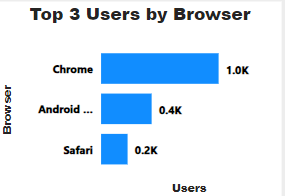 Top 3 Users by Browser
Chrome 1.0K
Android ... 0.4K
Safari 0.2K
Browser
Users